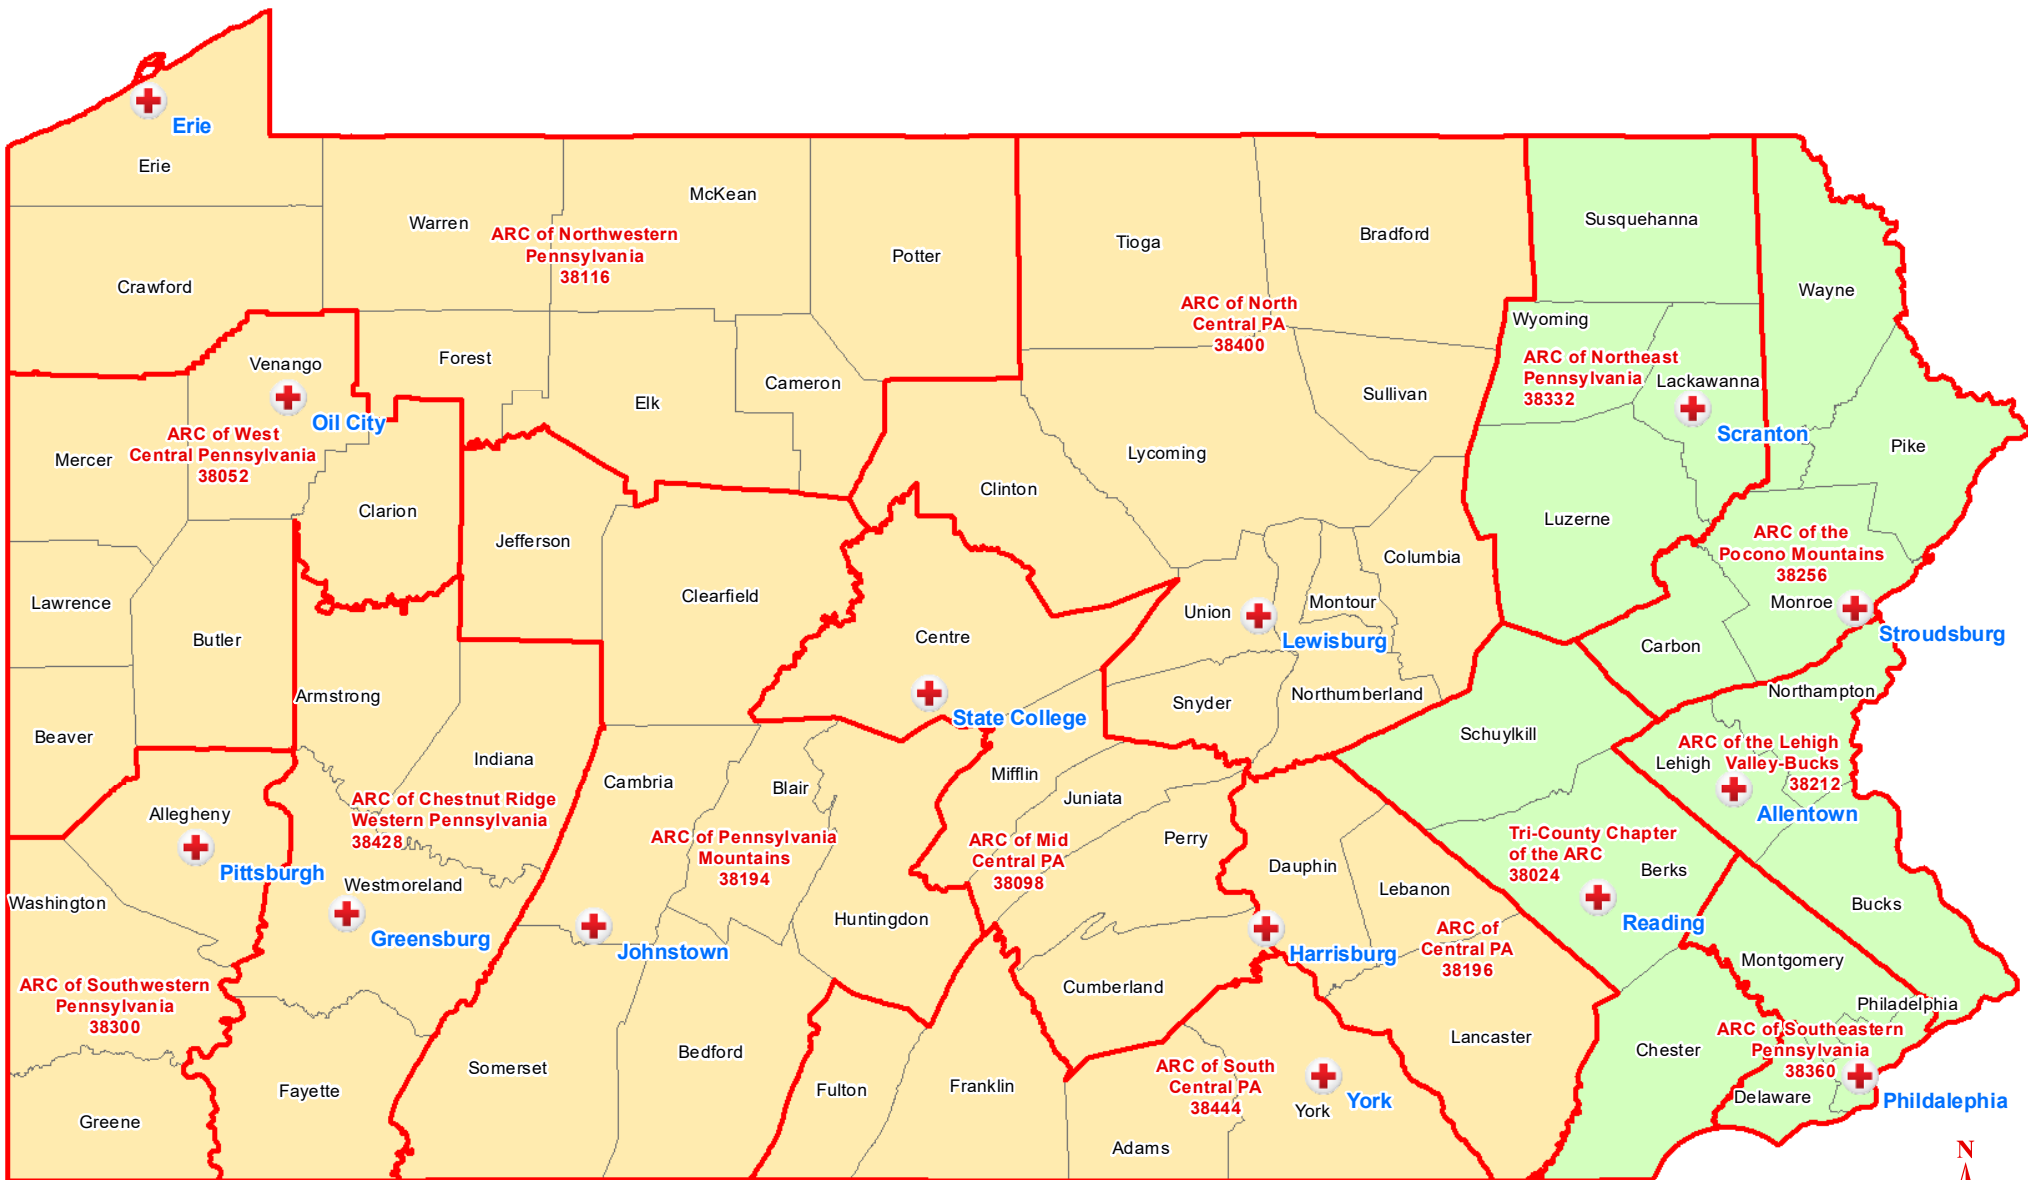 Erie
Erie
McKean
Warren
ARC of Northwestern
Pennsylvania
38116
Potter
Crawford
Tioga
Bradford
Susquehanna
Wayne
ARC of North
Central PA
38400
Wyoming
ARC of Northeast
Pennsylvania
38332
Lackawanna
Scranton
Venango
Oil City
Forest
Elk
Cameron
Sullivan
Lycoming
Pike
ARC of West
Central Pennsylvania
38052
Mercer
Clarion
Clinton
Luzerne
Jefferson
Columbia
ARC of the
Pocono Mountains
38256
Monroe
Stroudsburg
Lawrence
Butler
Clearfield
Centre
Union
Montour
Lewisburg
Carbon
Armstrong
State College
Snyder
Northumberland
Northampton
Beaver
Indiana
Schuylkill
ARC of the Lehigh
Valley-Bucks
38212
Lehigh
Allentown
Cambria
Blair
Mifflin
Juniata
Allegheny
Pittsburgh
ARC of Chestnut Ridge
Western Pennsylvania
38428
ARC of Pennsylvania
Mountains
38194
ARC of Mid
Central PA
38098
Perry
Dauphin
Lebanon
Tri-County Chapter
of the ARC
38024
Berks
Reading
Washington
Westmoreland
Greensburg
Johnstown
Huntingdon
Harrisburg
ARC of
Central PA
38196
Bucks
Montgomery
Cumberland
Philadelphia
ARC of Southwestern
Pennsylvania
38300
Lancaster
Chester
ARC of Southeastern
Pennsylvania
38360
Delaware
Phildalephia
Somerset
Bedford
Fulton
Franklin
ARC of South
Central PA
38444
York
York
Fayette
Greene
Adams
N